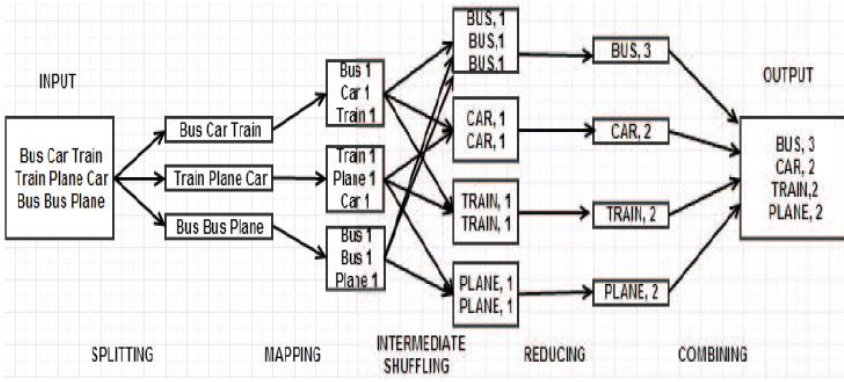 INPUT
Bus Car Train
Train Plane Car
Bus Bus Plane
Bus Car Train
Train Plane Car
Bus Bus Plane
Bus 1
Car 1
Train 1
Train 1
Plane 1
Car 1
Bus 1
Bus 1
Plane 1
BUS, 1
BUS,1
BUS,1
CAR, 1
CAR, 1
TRAIN, 1
TRAIN, 1
PLANE, 1
PLANE, 1
BUS, 3
CAR, 2
TRAIN, 2
PLANE, 2
OUTPUT
BUS, 3
CAR, 2
TRAIN,2
PLANE, 2
SPLITTING
MAPPING
INTERMEDIATE
SHUFFLING
REDUCING
COMBINING